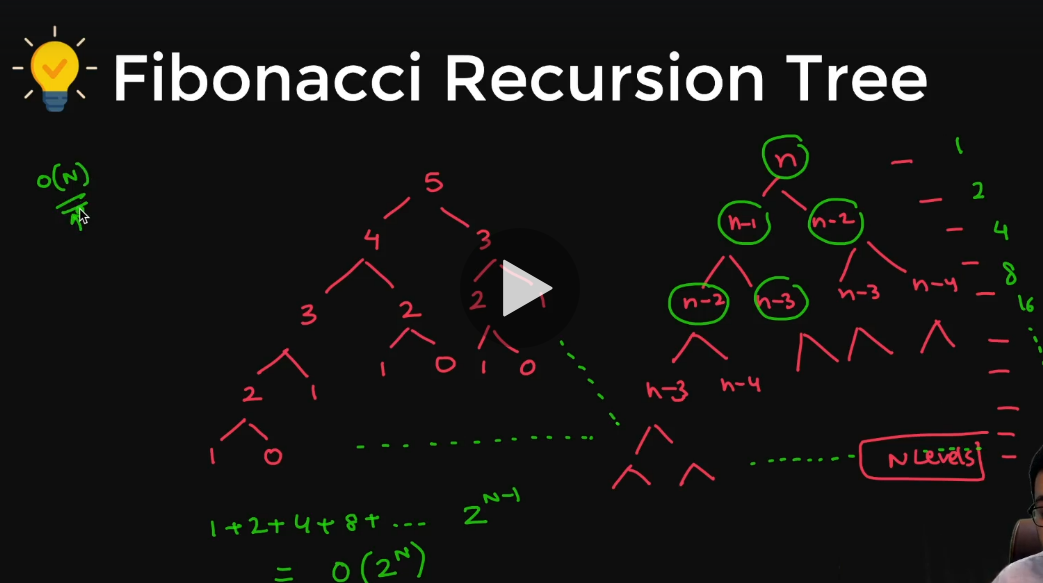 Fibonacci Recursion Tree
O(N)
5
4 3
3 2 2 1
2 1 1 0 1 0
1 0
n
n-1 n-2
n-2 n-3 n-3 n-4
n-3 n-4
1
2
4
8
16
N Levels
1+2+4+8+ ... 2^N-1
= O(2^N)